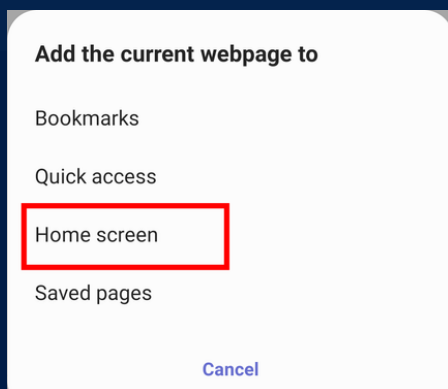 Add the current webpage to
Bookmarks
Quick access
Home screen
Saved pages
Cancel